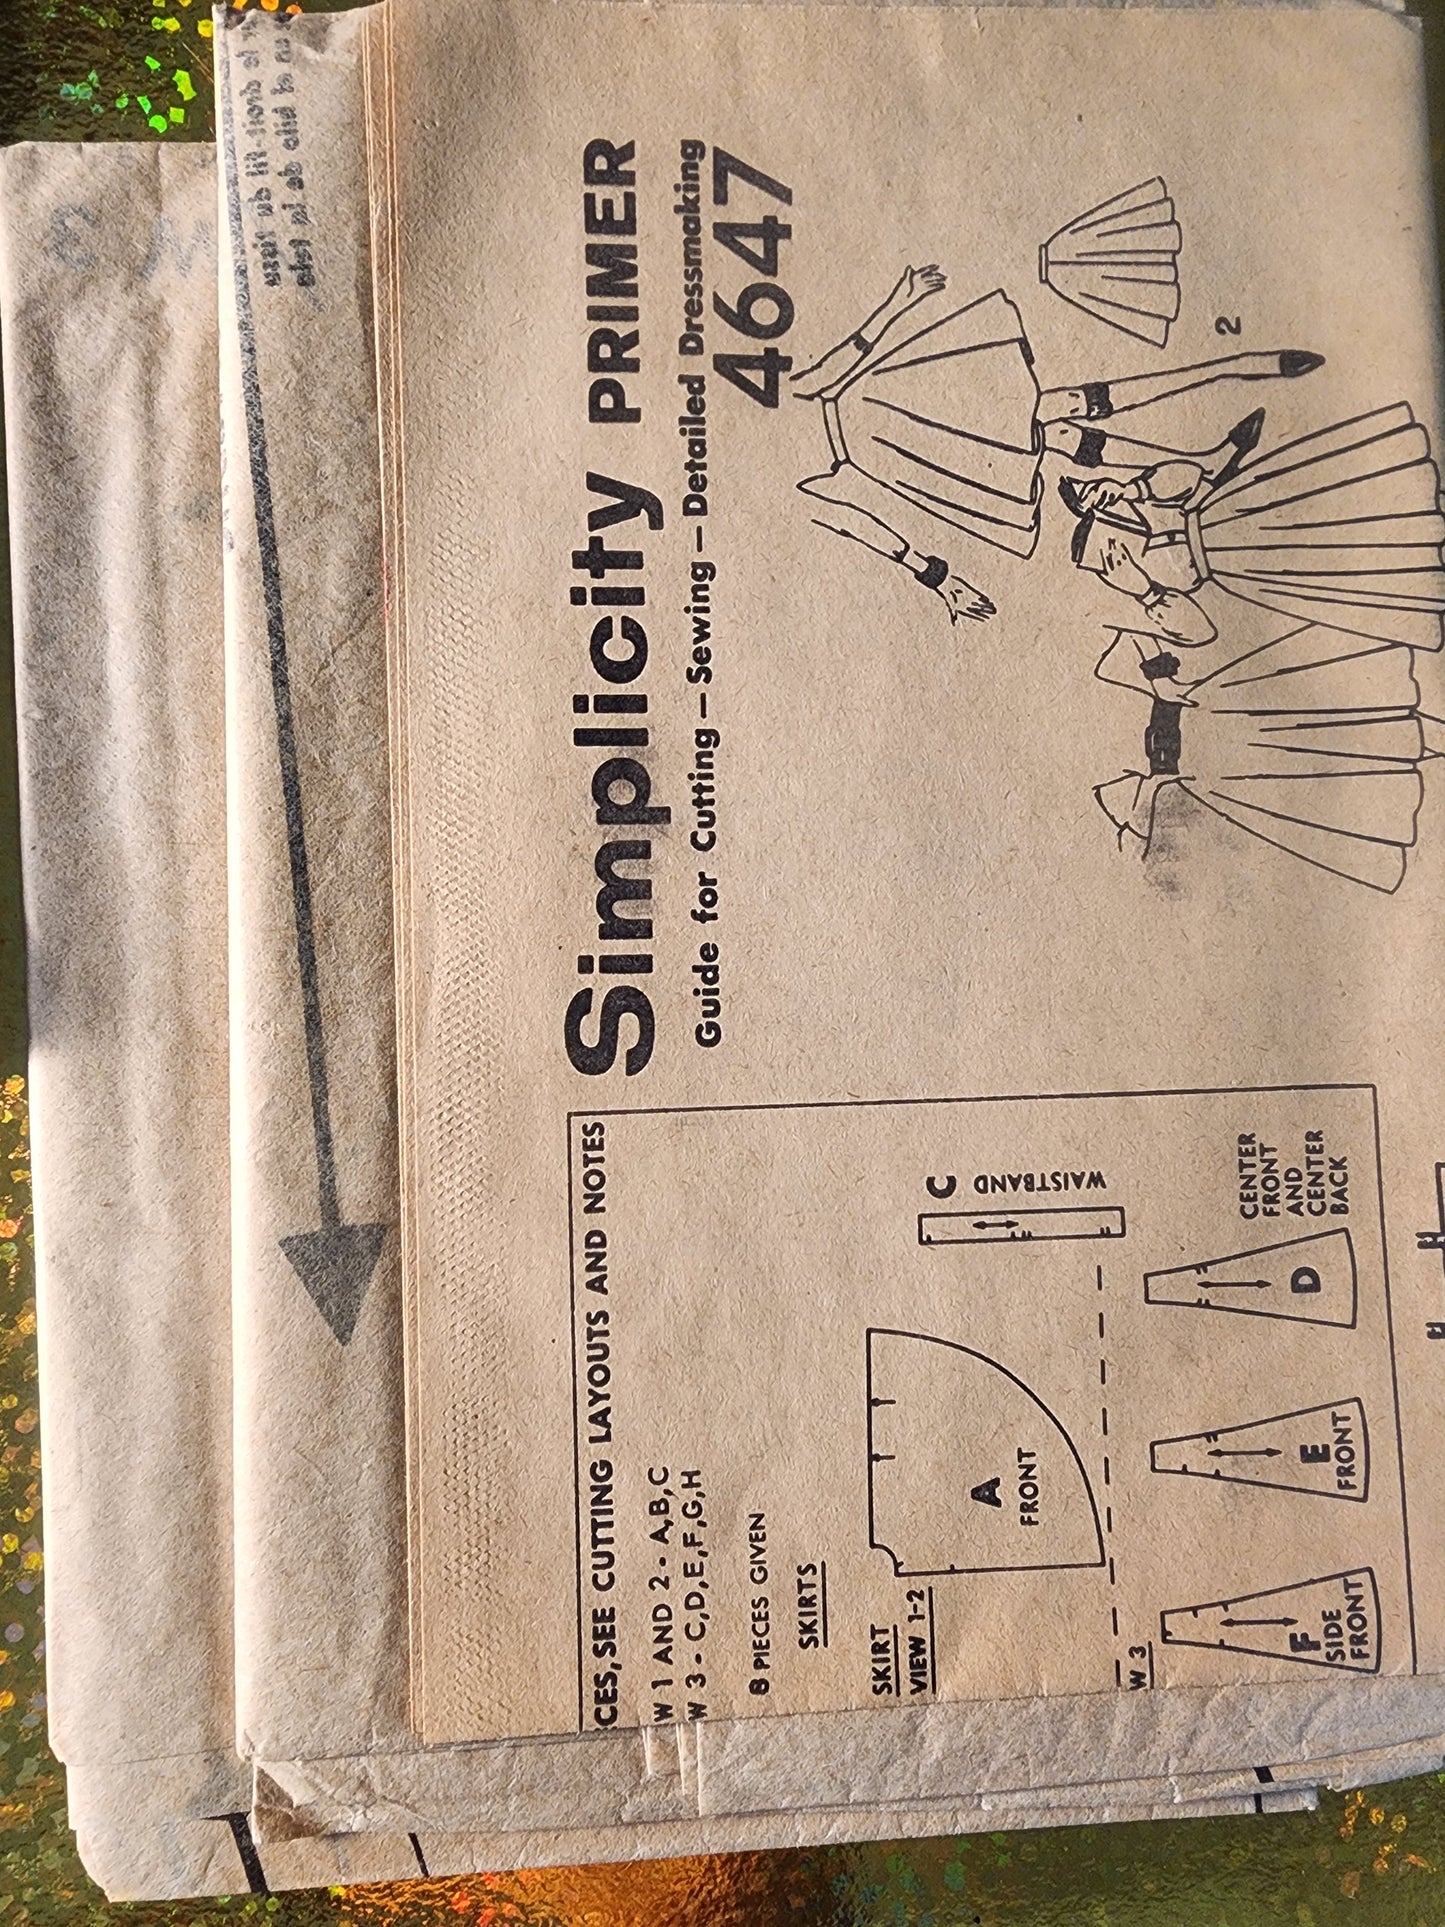 Simplicity PRIMER
Guide for Cutting—Sewing—Detailed Dressmaking
4647
2
CES, SEE CUTTING LAYOUTS AND NOTES
W 1 AND 2 - A,B,C
W 3 - C,D,E,F,G,H
8 PIECES GIVEN
SKIRTS
SKIRT
VIEW 1-2
A
FRONT
C
WAISTBAND
W 3
F
SIDE
FRONT
E
FRONT
D
CENTER
FRONT
AND
CENTER
BACK